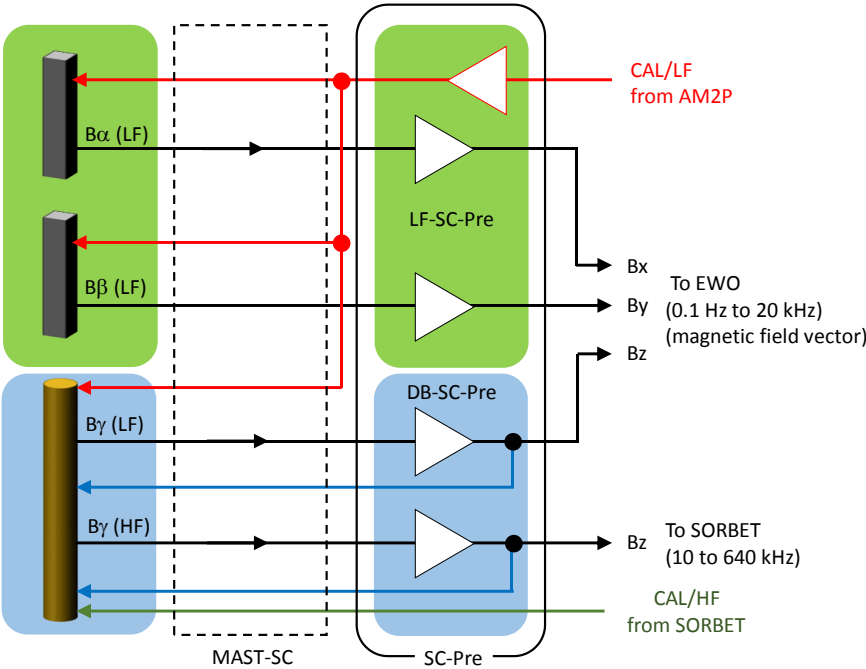 CAL/LF
from AM2P
Bα (LF)
LF-SC-Pre
Bβ (LF)
Bx
By
Bz
To EWO
(0.1 Hz to 20 kHz)
(magnetic field vector)
DB-SC-Pre
Bγ (LF)
Bγ (HF)
Bz
To SORBET
(10 to 640 kHz)
CAL/HF
from SORBET
MAST-SC
SC-Pre